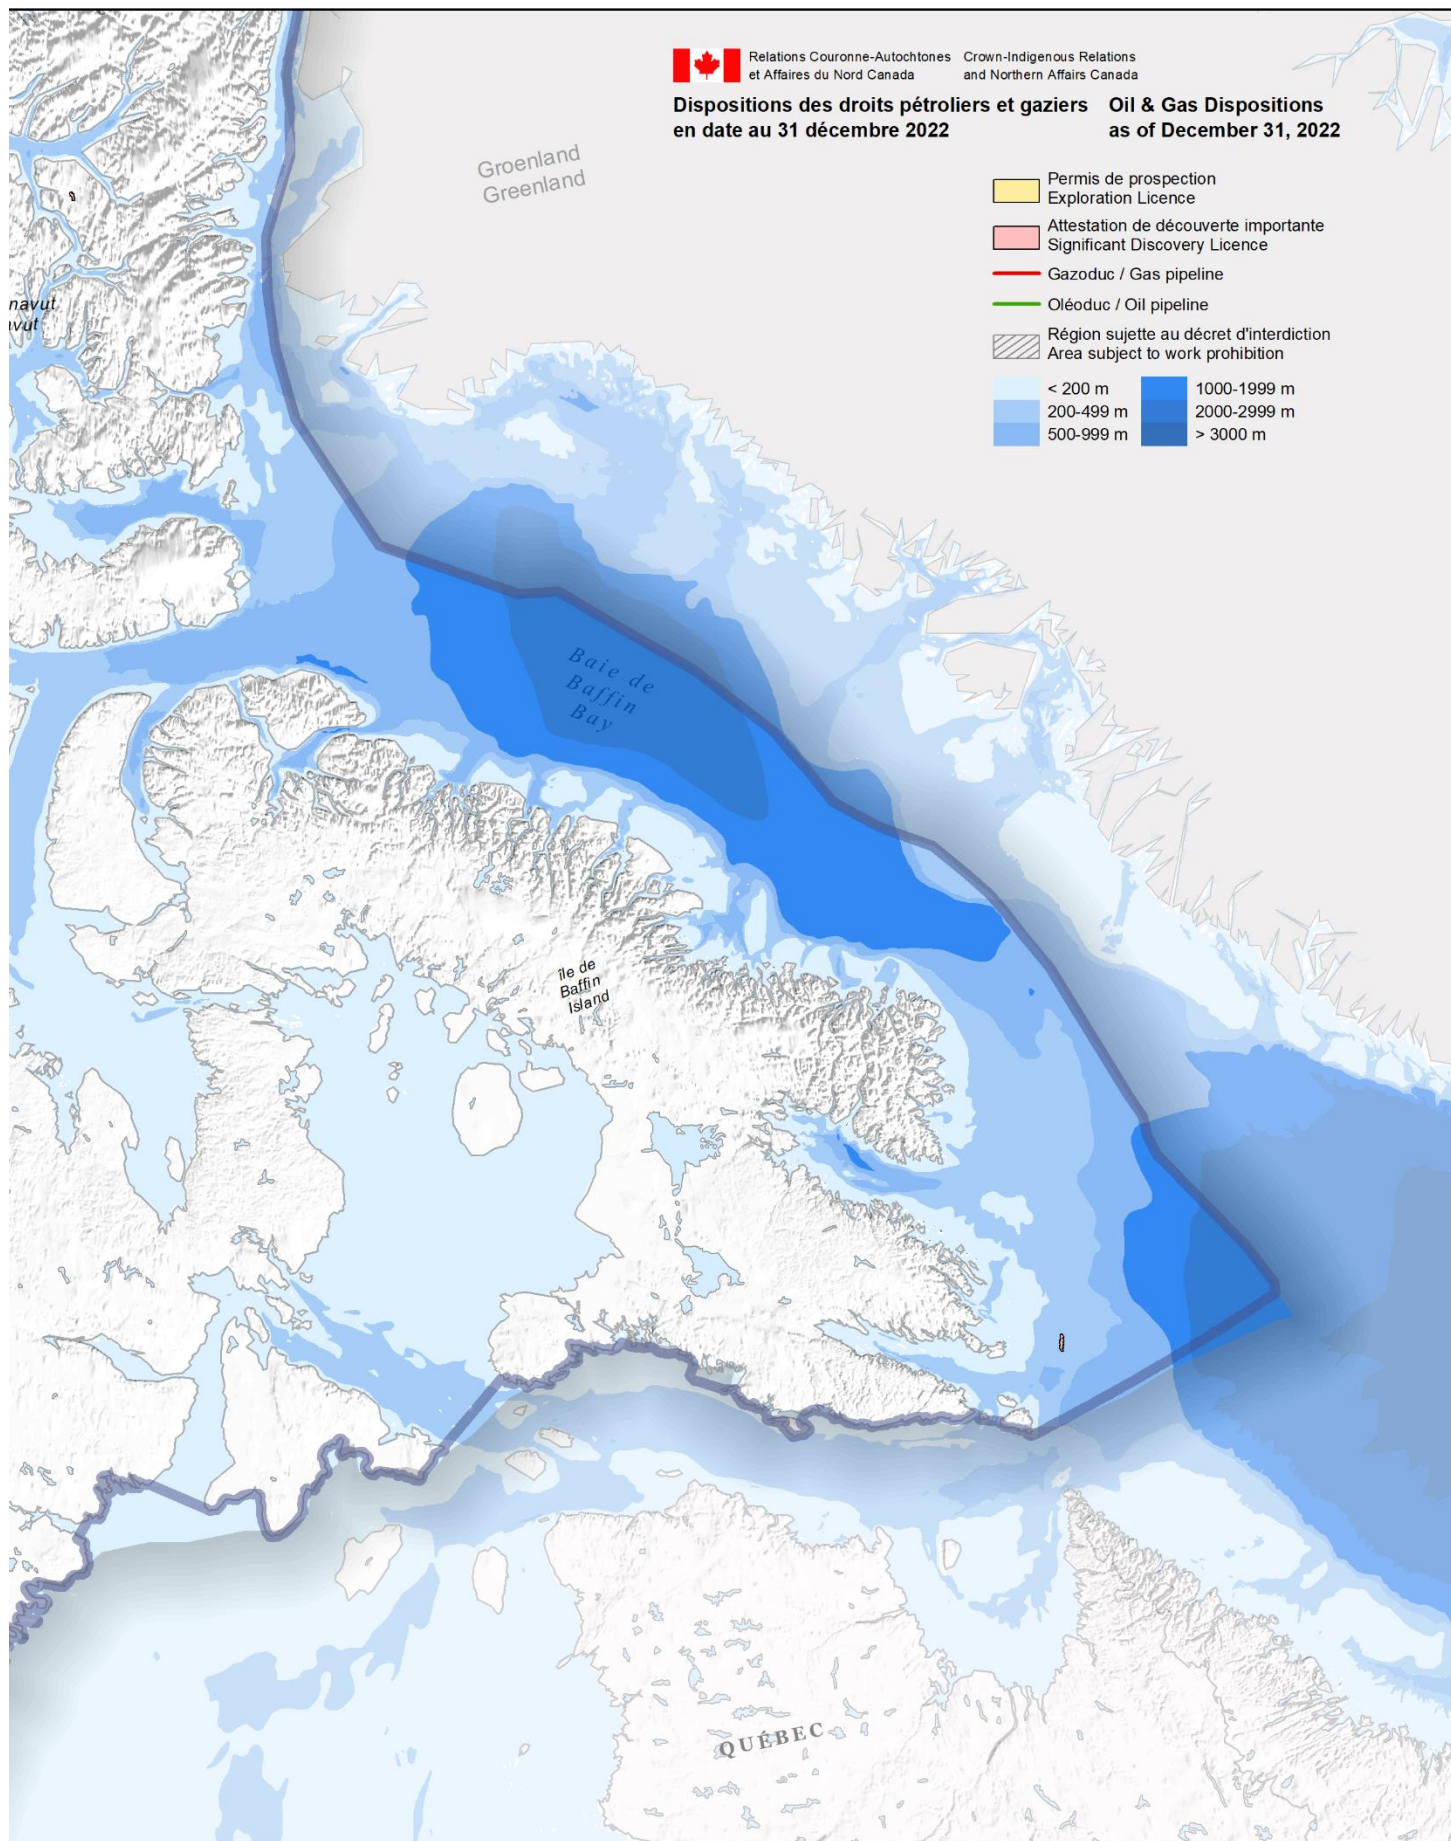 Relations Couronne-Autochtones
et Affaires du Nord Canada
Crown-Indigenous Relations
and Northern Affairs Canada
Dispositions des droits pétroliers et gaziers
en date au 31 décembre 2022
Oil & Gas Dispositions
as of December 31, 2022
Groenland
Greenland
Permis de prospection
Exploration Licence
Attestation de découverte importante
Significant Discovery Licence
Gazoduc / Gas pipeline
Oléoduc / Oil pipeline
Région sujette au décret d'interdiction
Area subject to work prohibition
< 200 m
200-499 m
500-999 m
1000-1999 m
2000-2999 m
> 3000 m
navut
Baie de
Baffin
Bay
île de
Baffin
Island
QUÉBEC